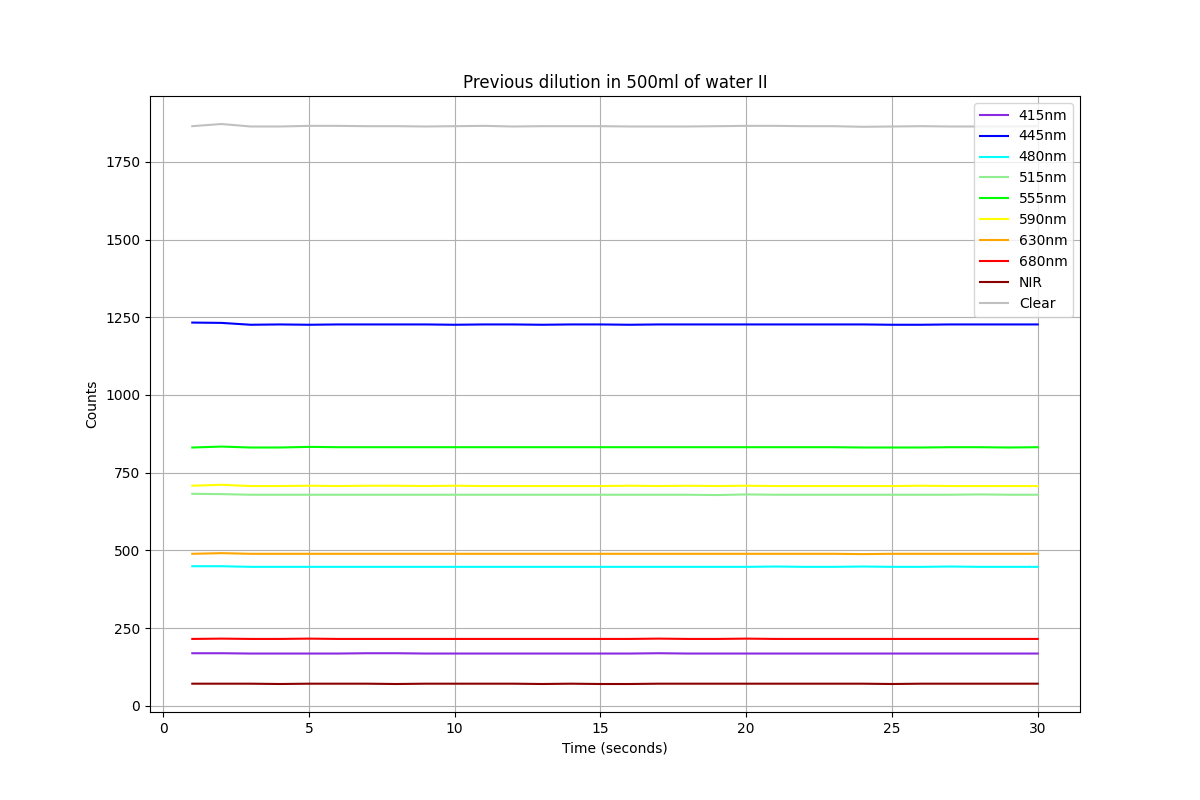 Previous dilution in 500ml of water II
Counts
1750
1500
1250
1000
750
500
250
0
415nm
445nm
480nm
515nm
555nm
590nm
630nm
680nm
NIR
Clear
0 5 10 15 20 25 30
Time (seconds)